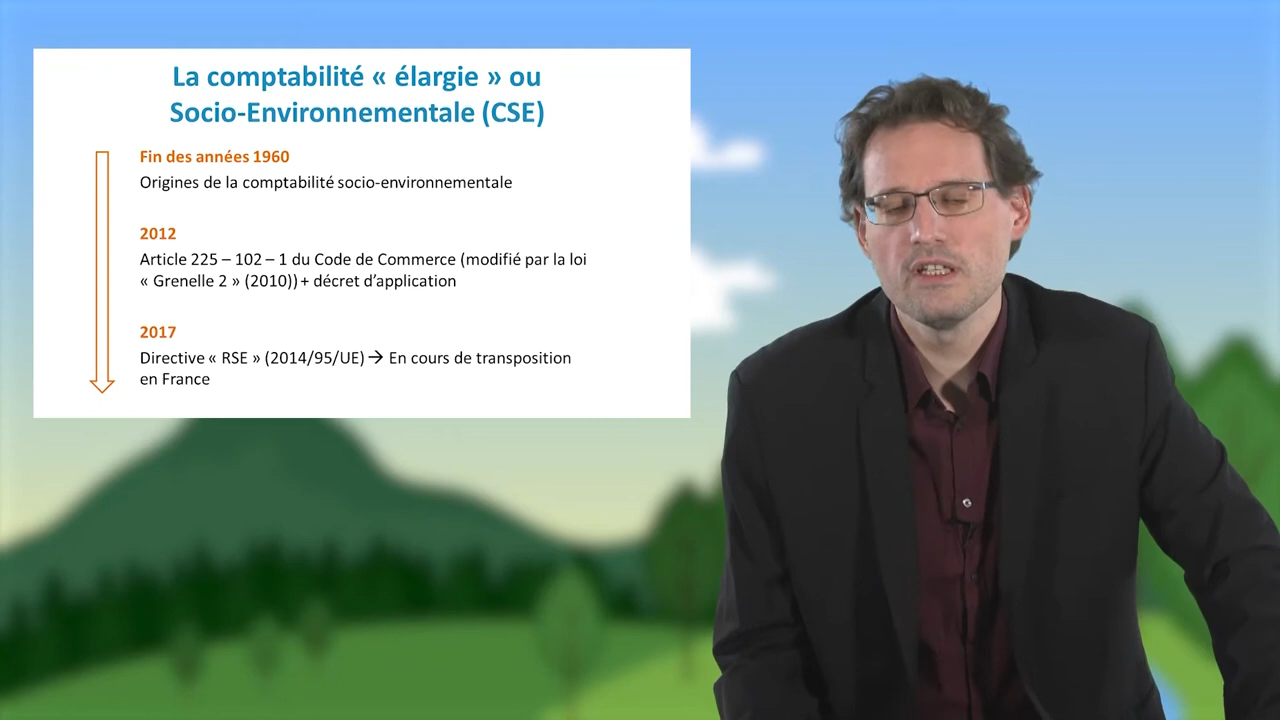 La comptabilité « élargie » ou
Socio-Environnementale (CSE)
Fin des années 1960
Origines de la comptabilité socio-environnementale
2012
Article 225 – 102 – 1 du Code de Commerce (modifié par la loi
« Grenelle 2 » (2010)) + décret d’application
2017
Directive « RSE » (2014/95/UE) → En cours de transposition
en France